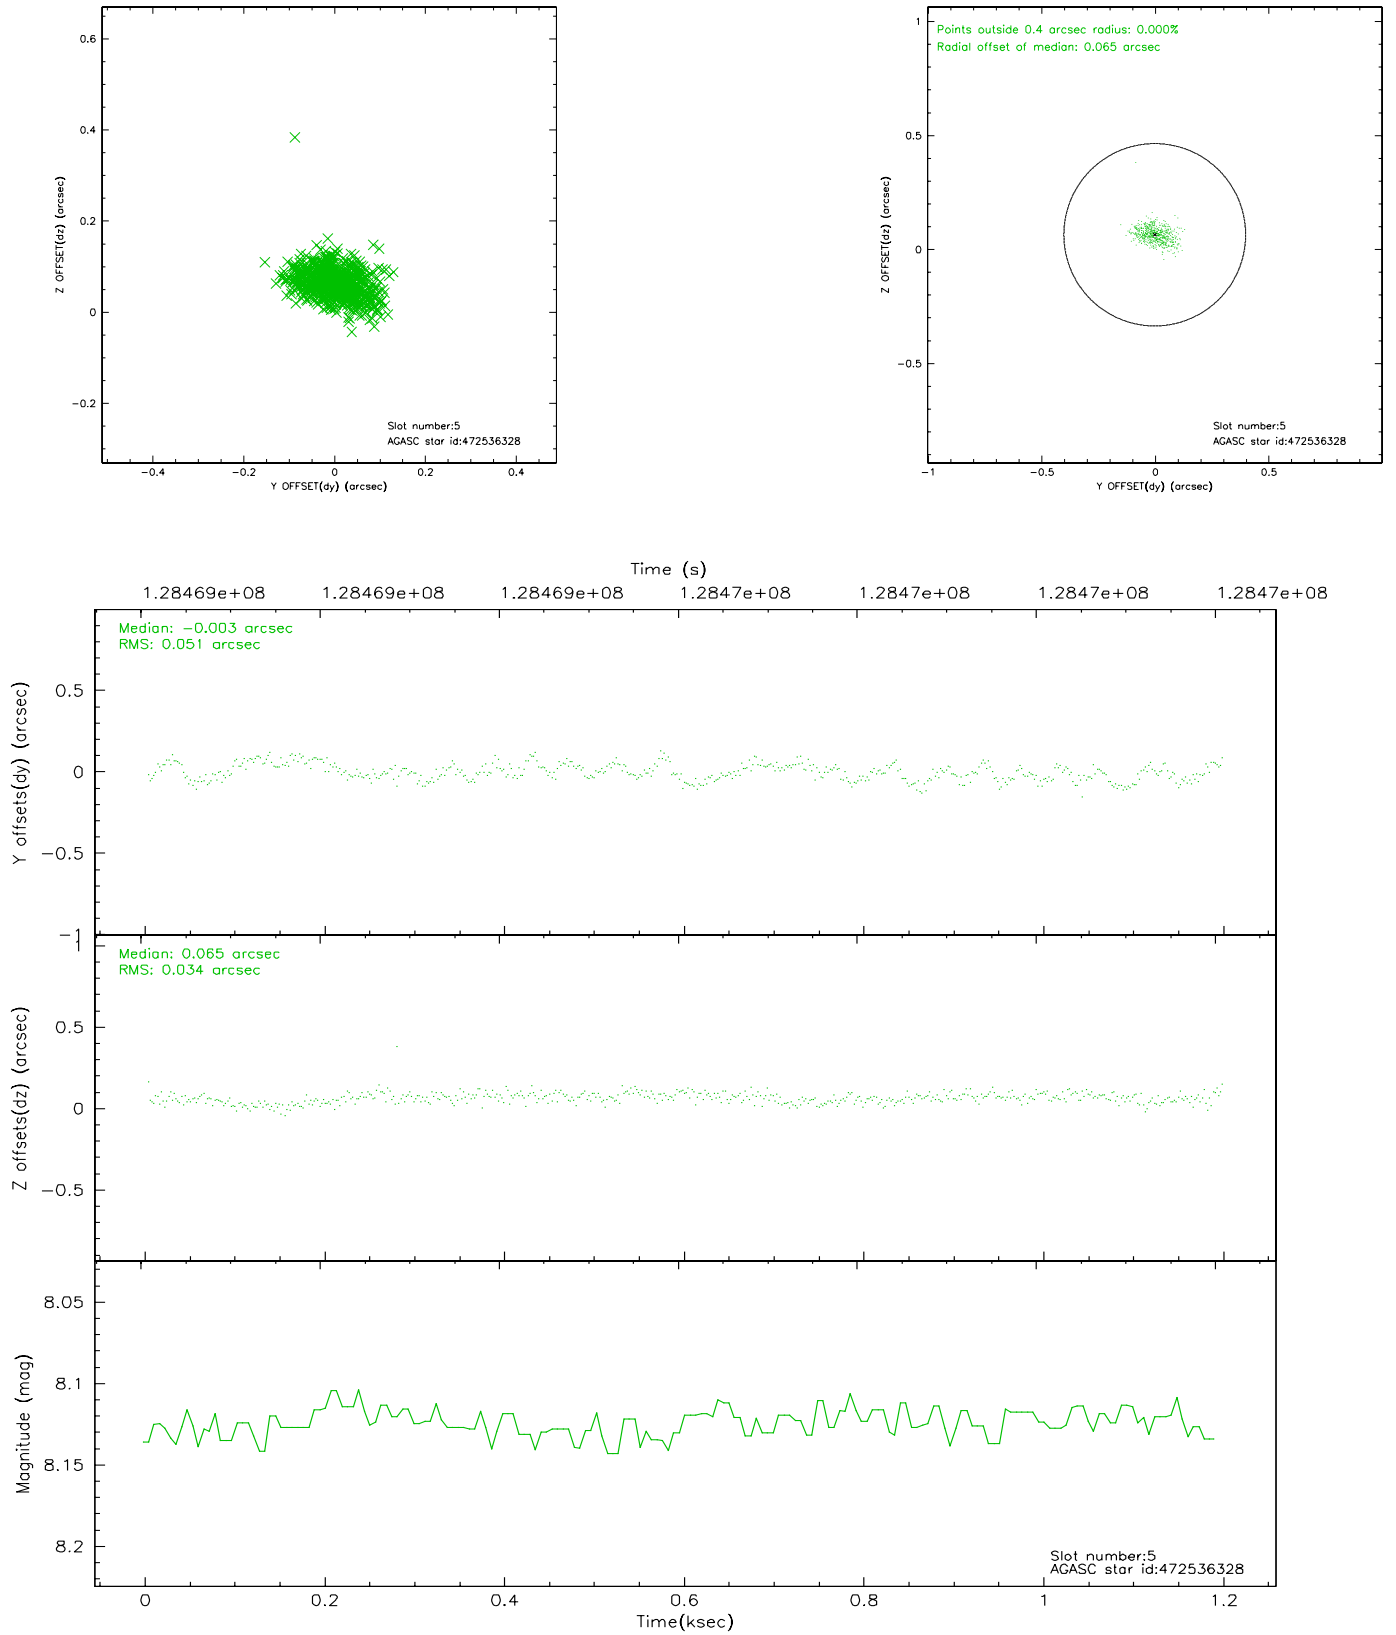 0.6
0.4
0.2
0
−0.2
Z OFFSET(dz) (arcsec)
−0.4
−0.2
0
0.2
0.4
Y OFFSET(dy) (arcsec)
Slot number:5
AGASC star id:472536328
Points outside 0.4 arcsec radius: 0.000%
Radial offset of median: 0.065 arcsec
1
0.5
0
−0.5
Z OFFSET(dz) (arcsec)
−1
−0.5
0
0.5
Y OFFSET(dy) (arcsec)
Slot number:5
AGASC star id:472536328
Time (s)
1.28469e+08
1.28469e+08
1.28469e+08
1.2847e+08
1.2847e+08
1.2847e+08
1.2847e+08
Median: −0.003 arcsec
RMS: 0.051 arcsec
0.5
0
−0.5
−1
Y offsets(dy) (arcsec)
Median: 0.065 arcsec
RMS: 0.034 arcsec
1
0.5
0
−0.5
Z offsets(dz) (arcsec)
8.05
8.1
8.15
8.2
Magnitude (mag)
Slot number:5
AGASC star id:472536328
0
0.2
0.4
0.6
0.8
1
1.2
Time(ksec)